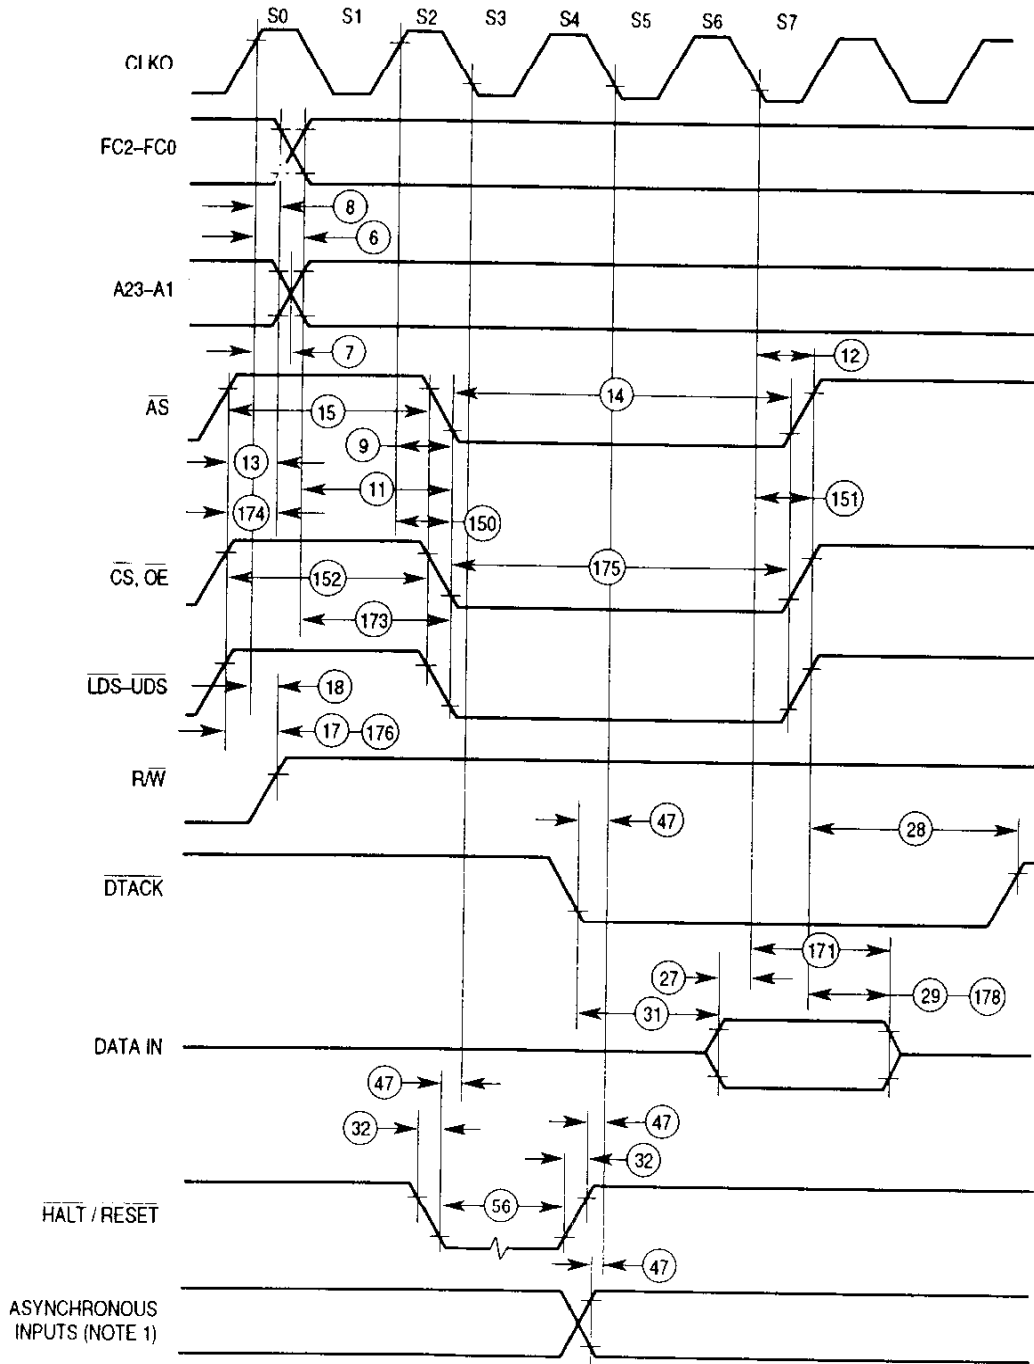 S0 S1 S2 S3 S4 S5 S6 S7
CLKO
FC2–FC0
8
6
A23–A1
7
12
AS
15
14
9
13
11
151
174
150
CS, OE
152
175
173
LDS–UDS
18
17 176
R/W
47
28
DTACK
171
27
29 178
31
DATA IN
47
47
32
32
56
HALT / RESET
47
ASYNCHRONOUS
INPUTS (NOTE 1)